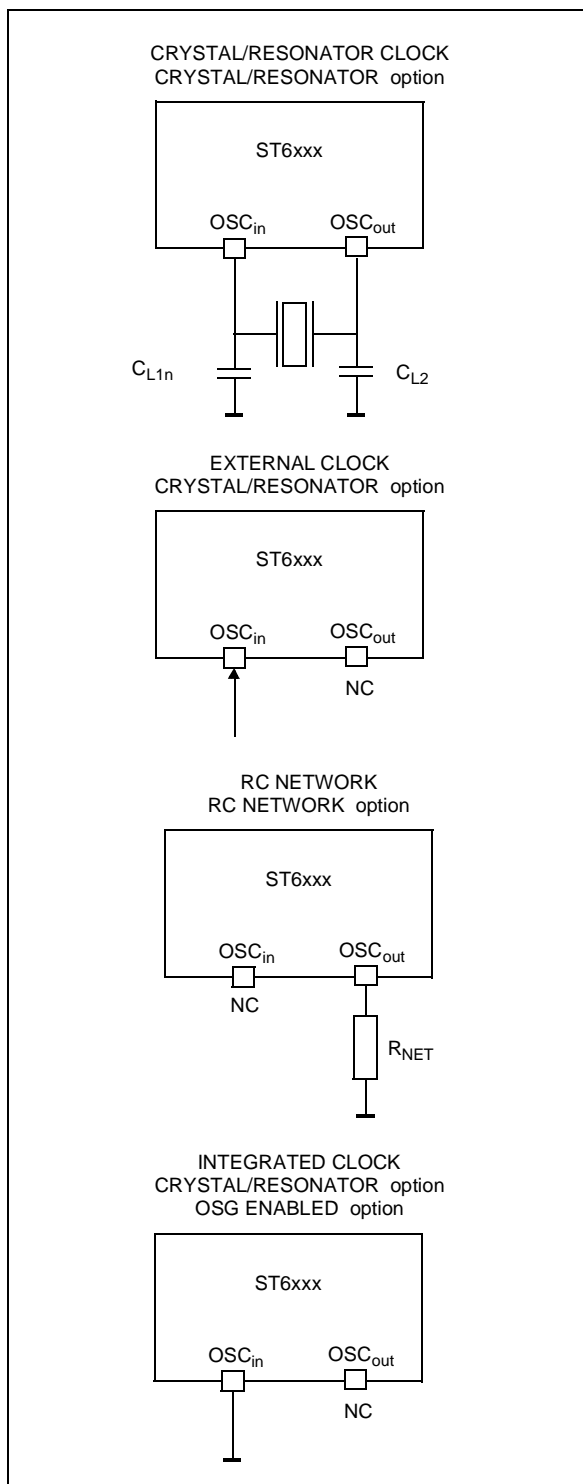 CRYSTAL/RESONATOR CLOCK
CRYSTAL/RESONATOR option
ST6xxx
OSCin OSCout
CL1n CL2
EXTERNAL CLOCK
CRYSTAL/RESONATOR option
ST6xxx
OSCin OSCout
NC
RC NETWORK
RC NETWORK option
ST6xxx
OSCin OSCout
NC
RNET
INTEGRATED CLOCK
CRYSTAL/RESONATOR option
OSG ENABLED option
ST6xxx
OSCin OSCout
NC